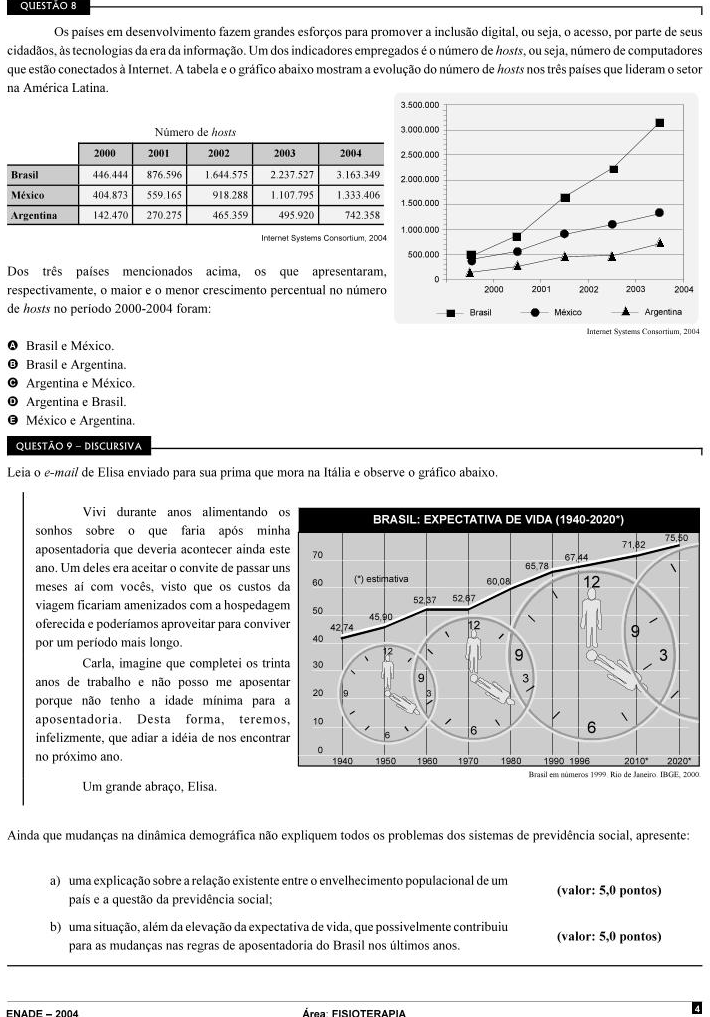 QUESTÃO 8
Os países em desenvolvimento fazem grandes esforços para promover a inclusão digital, ou seja, o acesso, por parte de seus
cidadãos, às tecnologias da era da informação. Um dos indicadores empregados é o número de hosts, ou seja, número de computadores
que estão conectados à Internet. A tabela e o gráfico abaixo mostram a evolução do número de hosts nos três países que lideram o setor
na América Latina.
Número de hosts
2000 2001 2002 2003 2004
Brasil 446.444 876.596 1.644.575 2.237.527 3.163.349
México 404.873 559.165 918.288 1.107.795 1.333.406
Argentina 142.470 270.275 465.359 495.920 742.358
Internet Systems Consortium, 2004
3.500.000
3.000.000
2.500.000
2.000.000
1.500.000
1.000.000
500.000
0
2000 2001 2002 2003 2004
Brasil México Argentina
Internet Systems Consortium, 2004
Dos três países mencionados acima, os que apresentaram,
respectivamente, o maior e o menor crescimento percentual no número
de hosts no período 2000-2004 foram:
A Brasil e México.
B Brasil e Argentina.
C Argentina e México.
D Argentina e Brasil.
E México e Argentina.
QUESTÃO 9 – DISCURSIVA
Leia o e-mail de Elisa enviado para sua prima que mora na Itália e observe o gráfico abaixo.
Vivi durante anos alimentando os
sonhos sobre o que faria após minha
aposentadoria que deveria acontecer ainda este
ano. Um deles era aceitar o convite de passar uns
meses aí com vocês, visto que os custos da
viagem ficariam amenizados com a hospedagem
oferecida e poderíamos aproveitar para conviver
por um período mais longo.
Carla, imagine que completei os trinta
anos de trabalho e não posso me aposentar
porque não tenho a idade mínima para a
aposentadoria. Desta forma, teremos,
infelizmente, que adiar a idéia de nos encontrar
no próximo ano.
Um grande abraço, Elisa.
BRASIL: EXPECTATIVA DE VIDA (1940-2020*)
(*) estimativa
70
60
50
40
30
20
10
0
42,74 45,90 52,37 52,67 60,08 65,78 67,44 71,82 75,50
12 3 6 9
12 3 6 9
12 3 6 9
1940 1950 1960 1970 1980 1990 1996 2010* 2020*
Brasil em números 1999. Rio de Janeiro. IBGE, 2000.
Ainda que mudanças na dinâmica demográfica não expliquem todos os problemas dos sistemas de previdência social, apresente:
a) uma explicação sobre a relação existente entre o envelhecimento populacional de um
país e a questão da previdência social;
(valor: 5,0 pontos)
b) uma situação, além da elevação da expectativa de vida, que possivelmente contribuiu
para as mudanças nas regras de aposentadoria do Brasil nos últimos anos.
(valor: 5,0 pontos)
ENADE – 2004
Área: FISIOTERAPIA
4